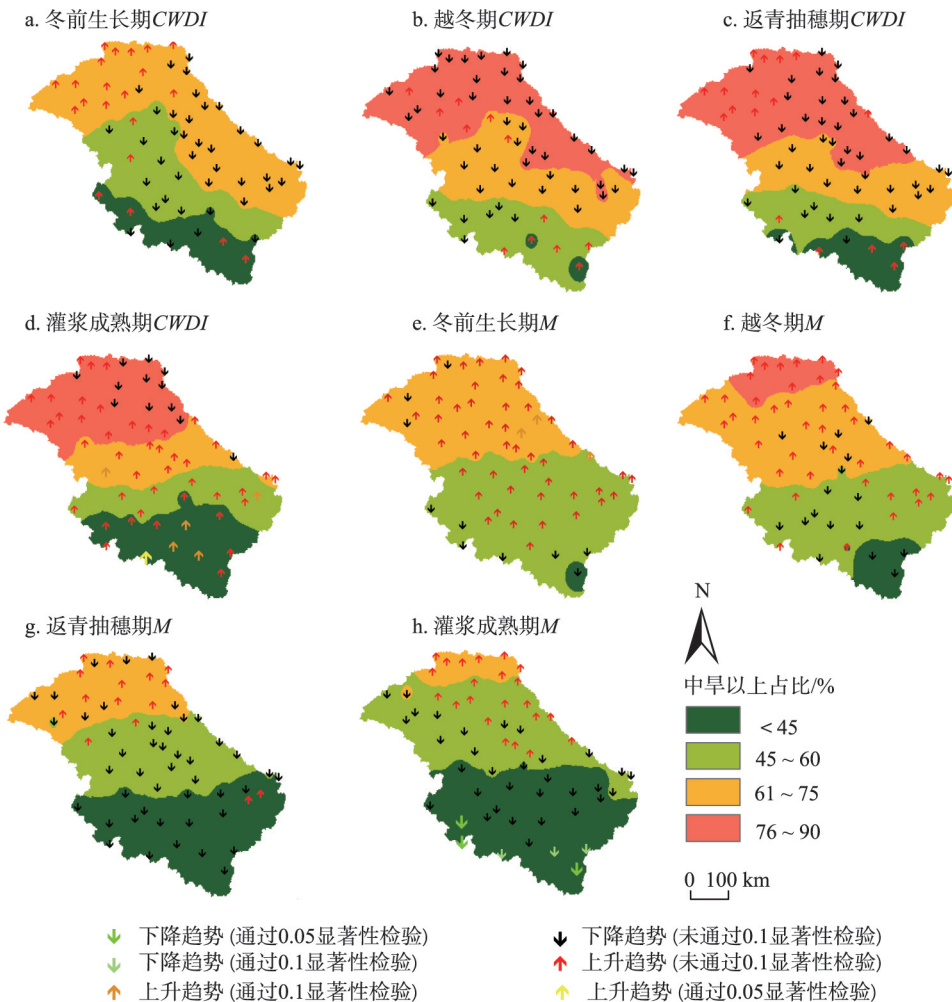 a. 冬前生长期CWDI
b. 越冬期CWDI
c. 返青抽穗期CWDI
d. 灌浆成熟期CWDI
e. 冬前生长期M
f. 越冬期M
g. 返青抽穗期M
h. 灌浆成熟期M
N
中旱以上占比/%
<45
45~60
61~75
76~90
0 100 km
下降趋势 (通过0.05显著性检验)
下降趋势 (未通过0.1显著性检验)
下降趋势 (通过0.1显著性检验)
上升趋势 (未通过0.1显著性检验)
上升趋势 (通过0.1显著性检验)
上升趋势 (通过0.05显著性检验)